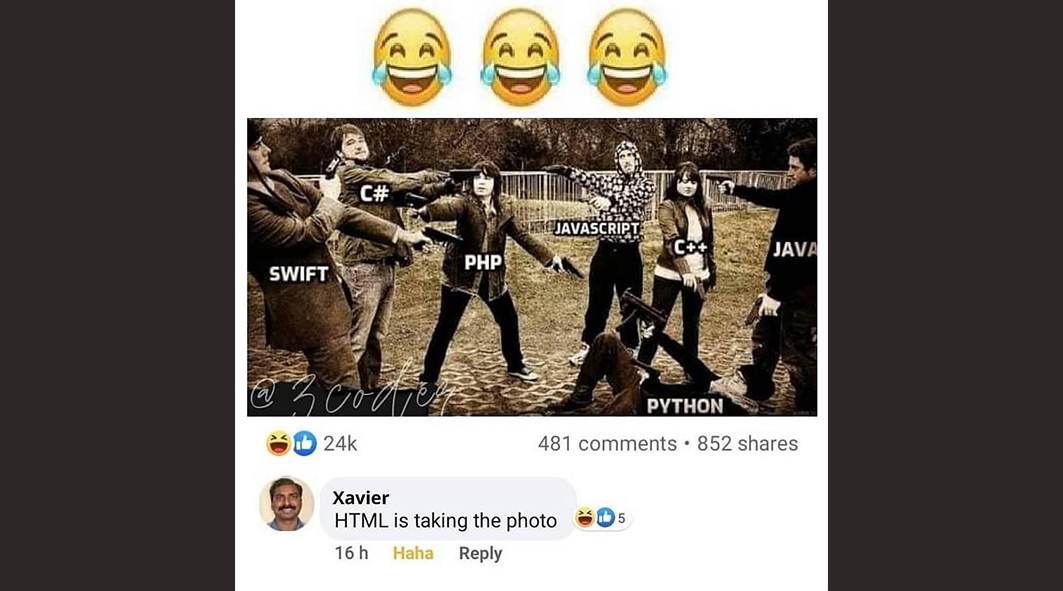 C#
JAVASCRIPT
C++
JAVA
PHP
SWIFT
@3codeq
PYTHON
24k
481 comments • 852 shares
Xavier
HTML is taking the photo
5
16 h Haha Reply